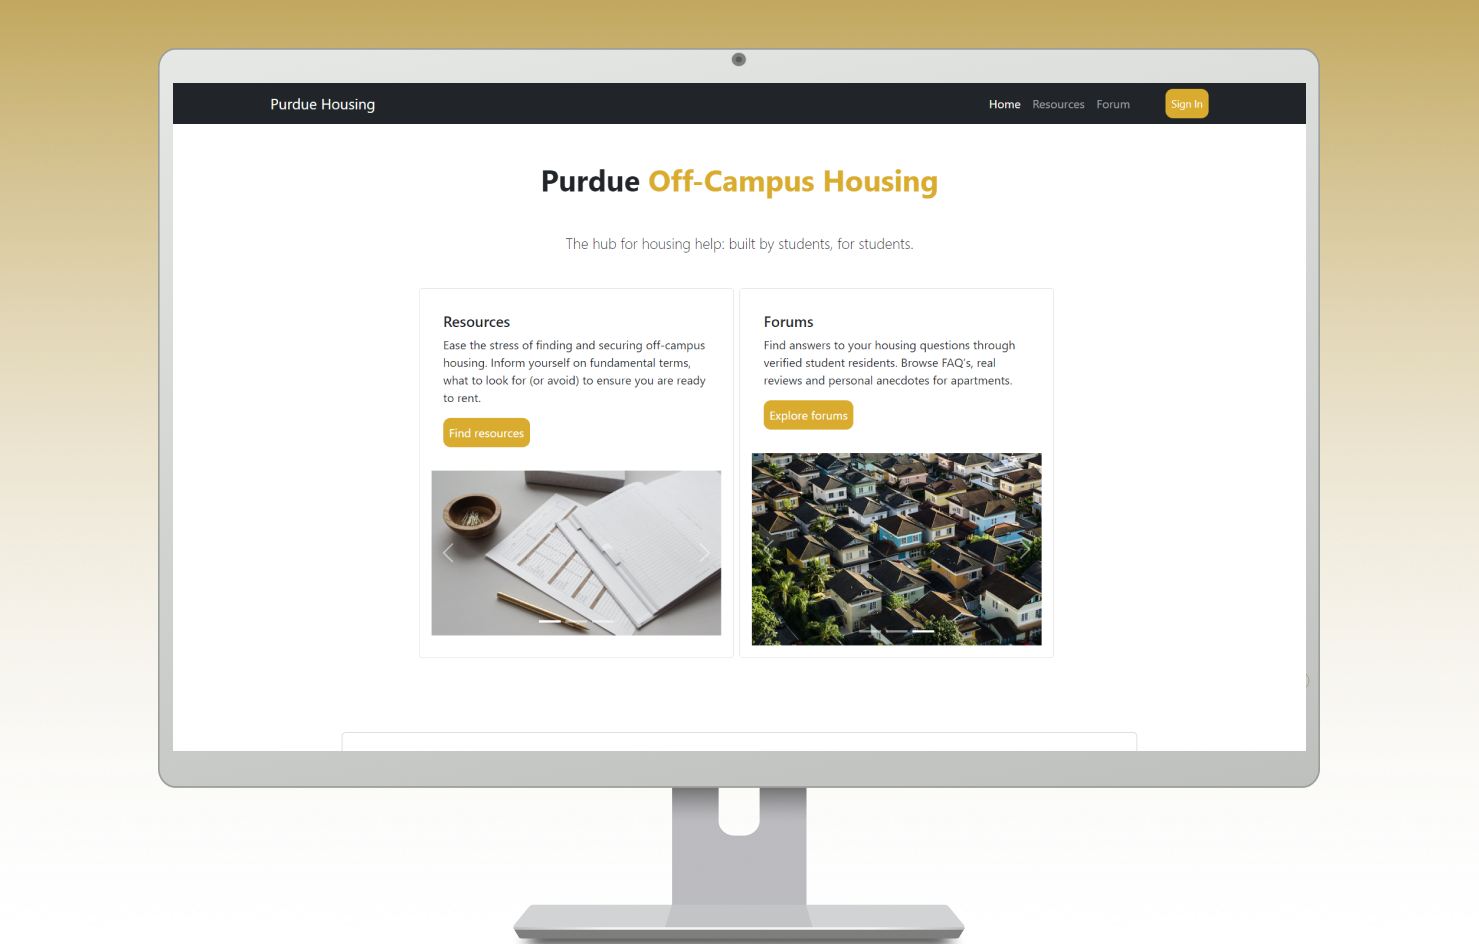 Purdue Housing
Home Resources Forum Sign In
Purdue Off-Campus Housing
The hub for housing help: built by students, for students.
Resources
Ease the stress of finding and securing off-campus
housing. Inform yourself on fundamental terms,
what to look for (or avoid) to ensure you are ready
to rent.
Find resources
Forums
Find answers to your housing questions through
verified student residents. Browse FAQ's, real
reviews and personal anecdotes for apartments.
Explore forums